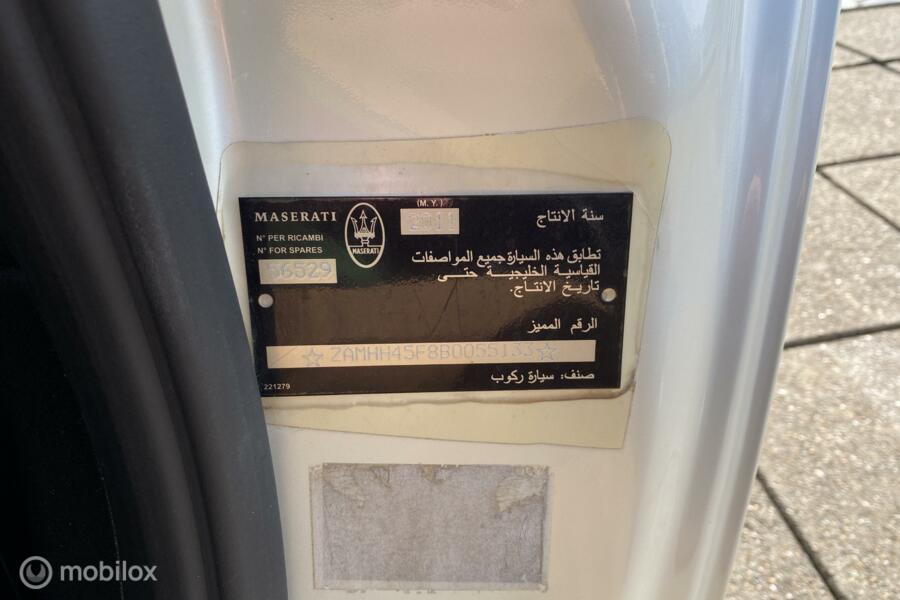 MASERATI
MASERATI
(M. Y.)
2011
سنة الانتاج
N° PER RICAMBI
N° FOR SPARES
56529
تطابق هذه السيارة جميع المواصفات
القياسية الخليجية حتى
تاريخ الانتاج.
الرقم المميز
☆ ZAMHH45F8B0055133 ☆
صنف: سيارة ركوب
221279
mobilox